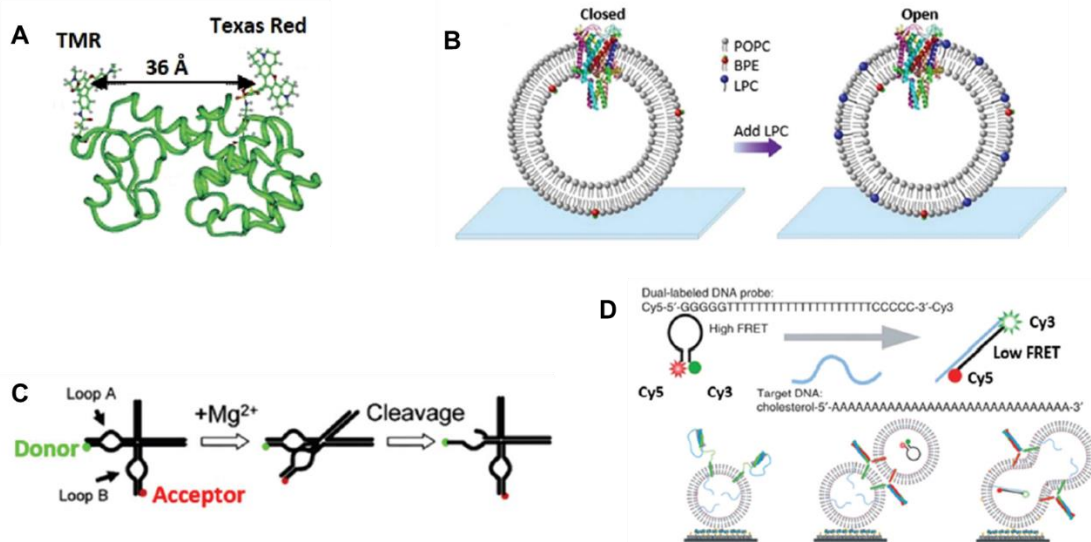 A
TMR
Texas Red
36 Å
B
Closed
Open
POPC
BPE
LPC
Add LPC
C
Loop A
+Mg²⁺
Cleavage
Donor
Loop B
Acceptor
D
Dual-labeled DNA probe:
Cy5-5′-GGGGGTTTTTTTTTTTTTTTTTTTTCCCCC-3′-Cy3
High FRET
Cy3
Low FRET
Cy5
Cy5 Cy3
Target DNA:
cholesterol-5′-AAAAAAAAAAAAAAAAAAAAAAAAAAAAAA-3′